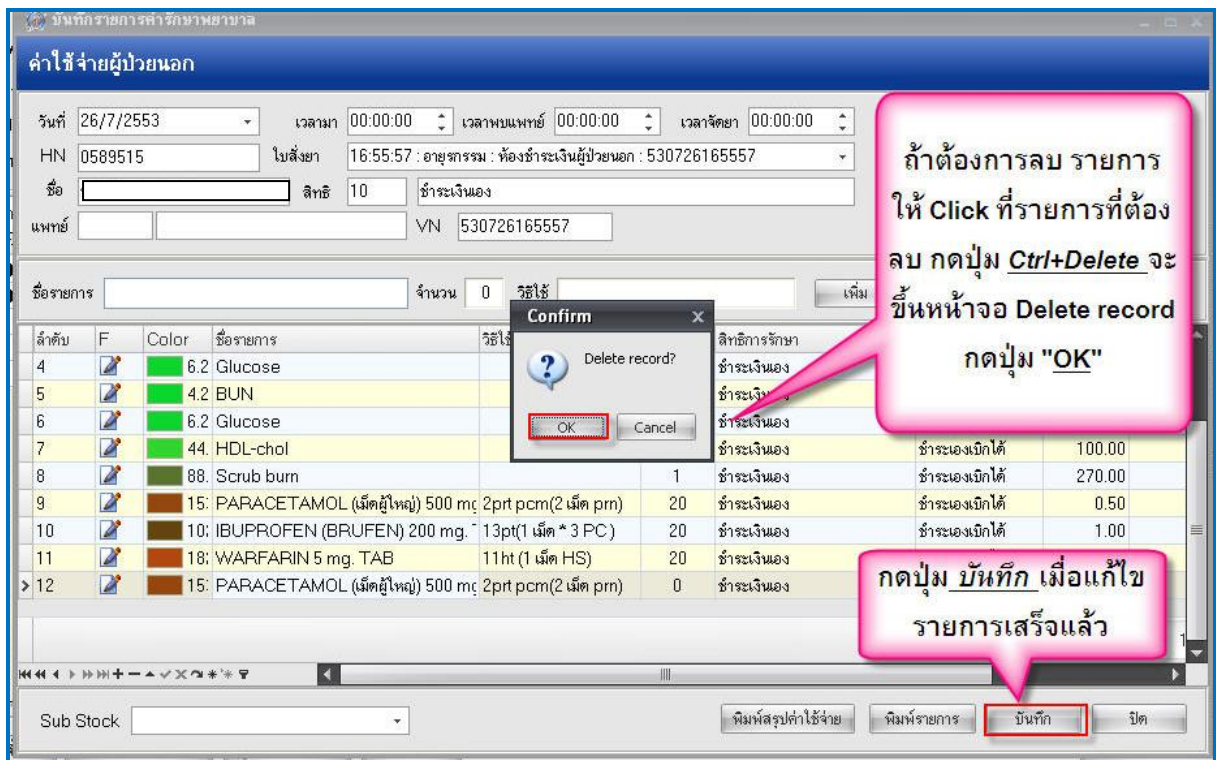 บันทึกรายการค่ารักษาพยาบาล
ค่าใช้จ่ายผู้ป่วยนอก
วันที่ 26/7/2553 เวลามา 00:00:00 เวลาพบแพทย์ 00:00:00 เวลาจัดยา 00:00:00
HN 0589515 ใบสั่งยา 16:55:57 : อายุรกรรม : ห้องชำระเงินผู้ป่วยนอก : 530726165557
ชื่อ สิทธิ 10 ชำระเงินเอง
แพทย์ VN 530726165557
ชื่อรายการ จำนวน 0 วิธีใช้ เพิ่ม
ลำดับ F Color ชื่อรายการ สิทธิการรักษา
4 6.2 Glucose ชำระเงินเอง
5 4.2 BUN
6 6.2 Glucose ชำระเงินเอง
7 44. HDL-chol ชำระเงินเอง ชำระเองเบิกได้ 100.00
8 88. Scrub burn 1 ชำระเงินเอง ชำระเองเบิกได้ 270.00
9 15: PARACETAMOL (เม็ดผู้ใหญ่) 500 mg 2prt pcm(2 เม็ด prn) 20 ชำระเงินเอง ชำระเองเบิกได้ 0.50
10 10: IBUPROFEN (BRUFEN) 200 mg. 13pt(1 เม็ด * 3 PC ) 20 ชำระเงินเอง ชำระเองเบิกได้ 1.00
11 18: WARFARIN 5 mg. TAB 11ht (1 เม็ด HS) 20 ชำระเงินเอง
12 15: PARACETAMOL (เม็ดผู้ใหญ่) 500 mg 2prt pcm(2 เม็ด prn) 0 ชำระเงินเอง
Confirm
Delete record?
OK Cancel
ถ้าต้องการลบ รายการ
ให้ Click ที่รายการที่ต้อง
ลบ กดปุ่ม Ctrl+Delete จะ
ขึ้นหน้าจอ Delete record
กดปุ่ม "OK"
กดปุ่ม บันทึก เมื่อแก้ไข
รายการเสร็จแล้ว
Sub Stock พิมพ์สรุปค่าใช้จ่าย พิมพ์รายการ บันทึก ปิด